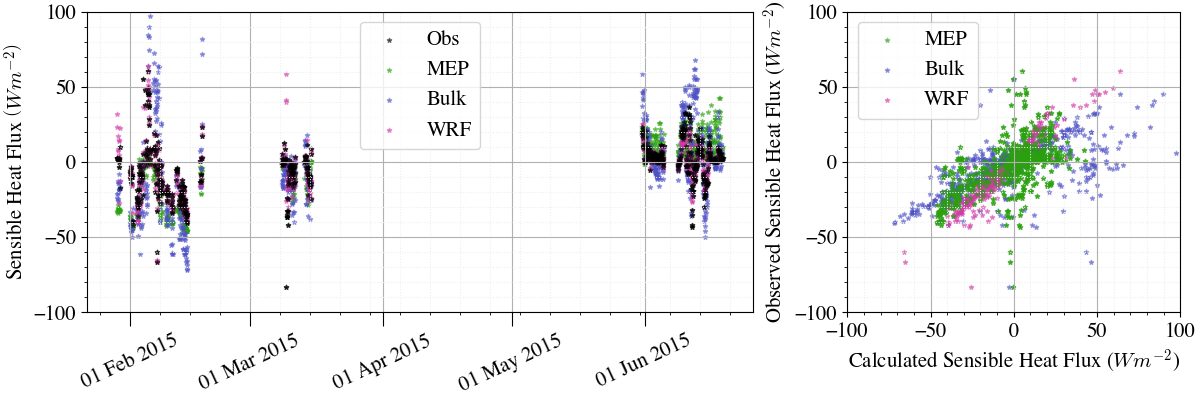 Sensible Heat Flux (Wm⁻²)
100
50
0
−50
−100
Obs
MEP
Bulk
WRF
01 Feb 2015
01 Mar 2015
01 Apr 2015
01 May 2015
01 Jun 2015
Observed Sensible Heat Flux (Wm⁻²)
100
50
0
−50
−100
MEP
Bulk
WRF
−100
−50
0
50
100
Calculated Sensible Heat Flux (Wm⁻²)